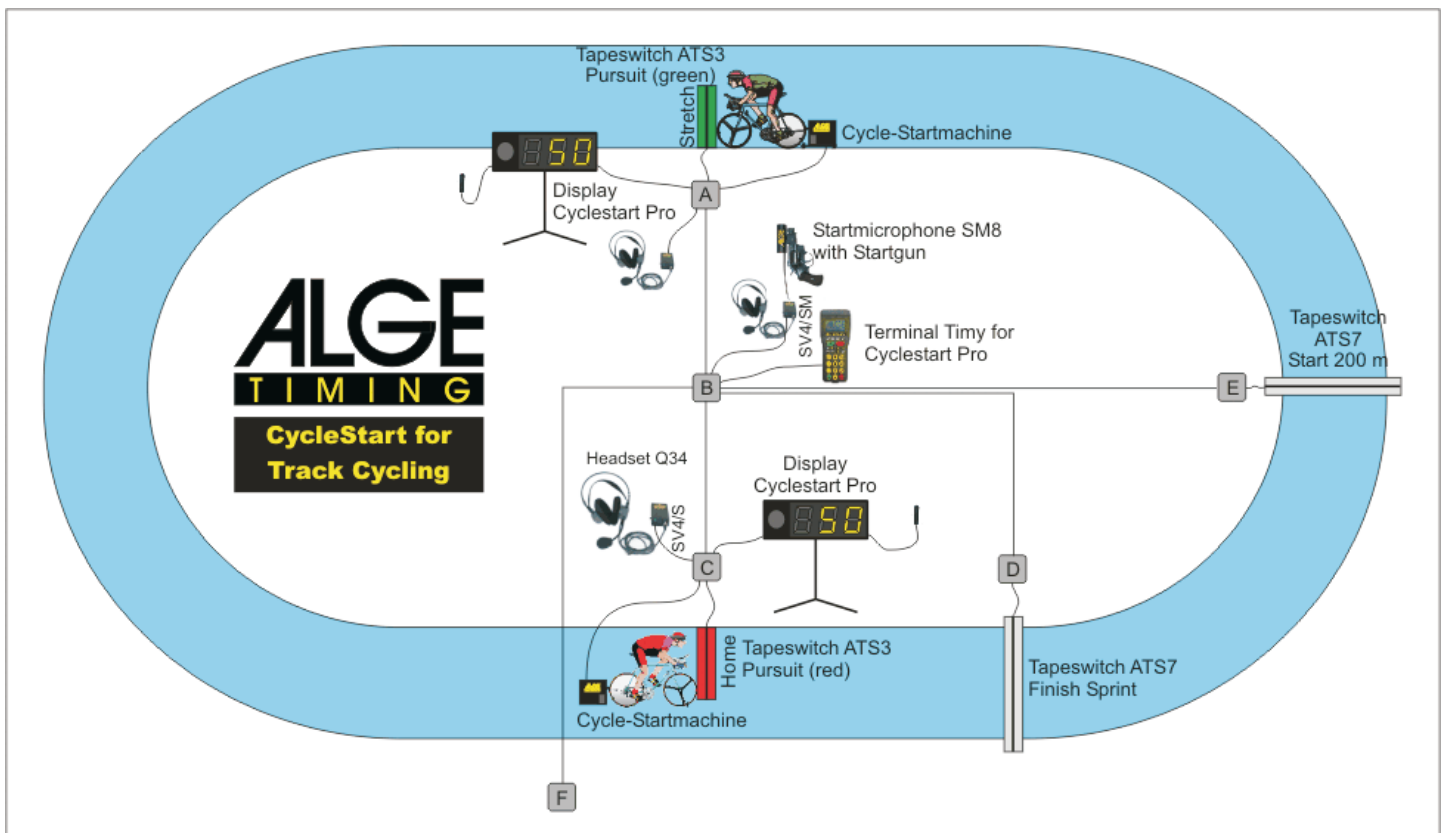 Tapeswitch ATS3
Pursuit (green)
Stretch
Cycle-Startmachine
50
Display
Cyclestart Pro
A
Startmicrophone SM8
with Startgun
SV4/SM
Terminal Timy for
Cyclestart Pro
ALGE
TIMING
CycleStart for
Track Cycling
Tapeswitch
ATS7
Start 200 m
B
E
Headset Q34
SV4/S
Display
Cyclestart Pro
50
C
D
Home
Tapeswitch ATS3
Pursuit (red)
Cycle-Startmachine
Tapeswitch ATS7
Finish Sprint
F